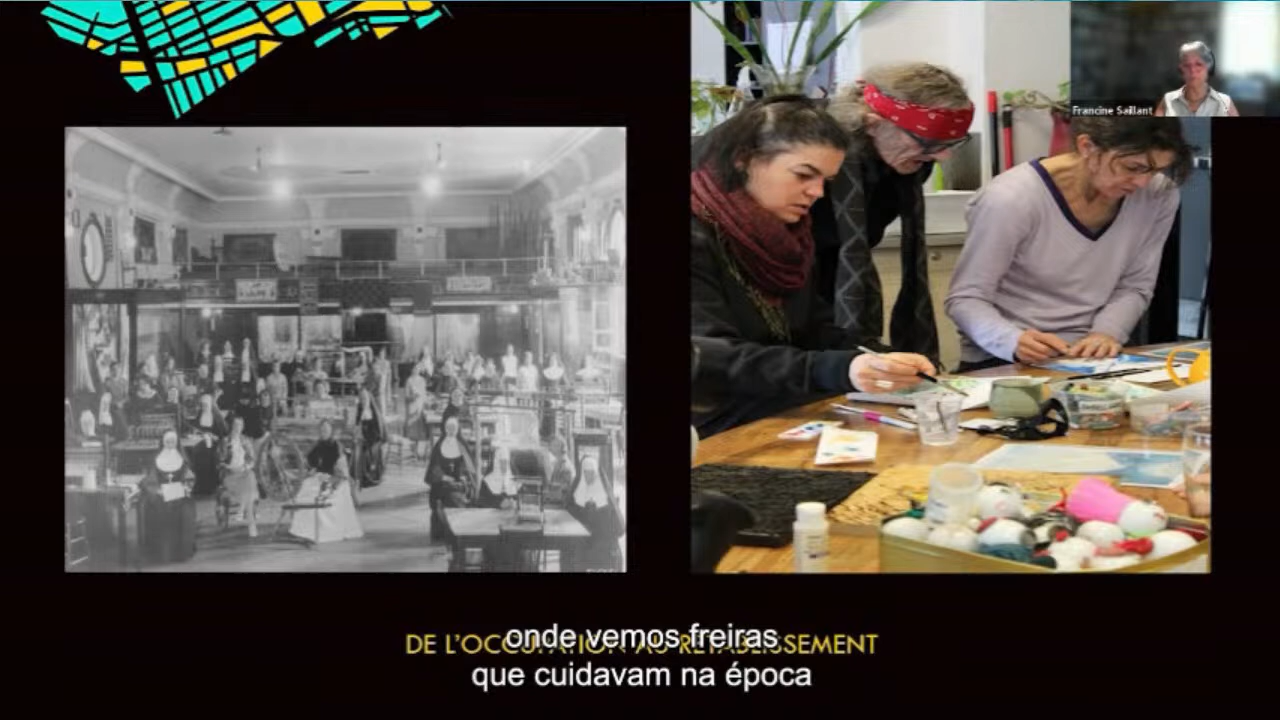 Francine Saillant
DE L'OCCUPATION AU RÉTABLISSEMENT
onde vemos freiras
que cuidavam na época